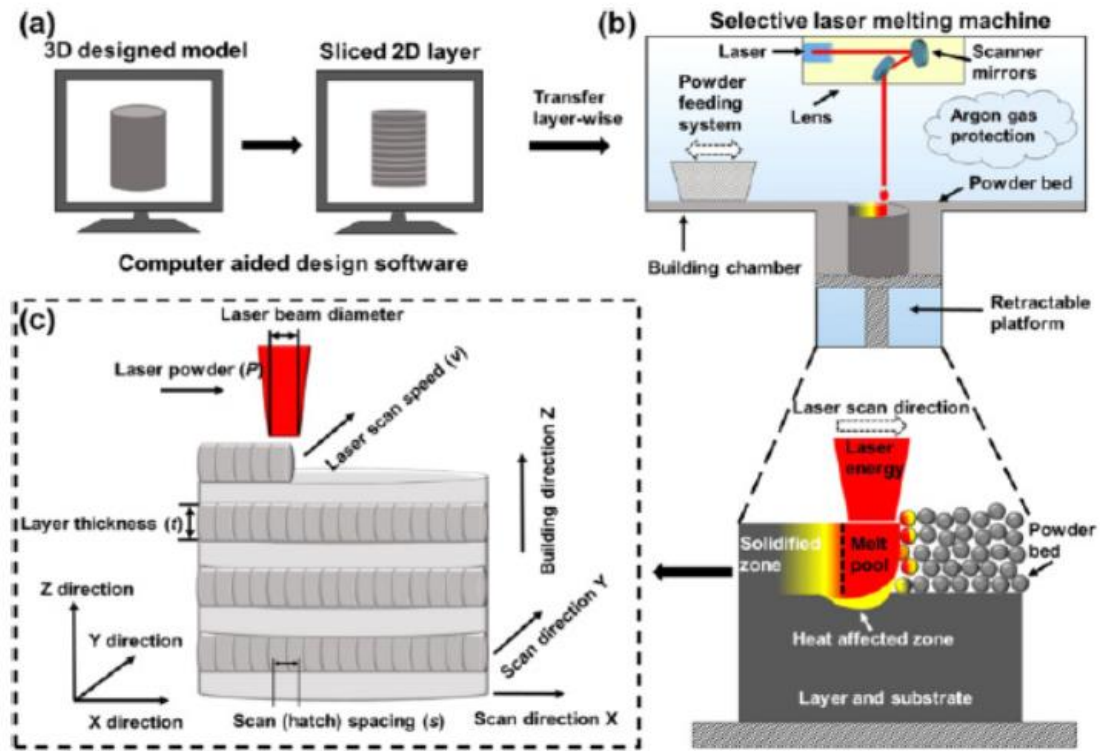 (a)
3D designed model
Sliced 2D layer
Transfer
layer-wise
Computer aided design software
(b)
Selective laser melting machine
Laser
Scanner
mirrors
Powder
feeding
system
Lens
Argon gas
protection
Powder bed
Building chamber
Retractable
platform
Laser scan direction
Laser
energy
Solidified
zone
Melt
pool
Powder
bed
Heat affected zone
Layer and substrate
(c)
Laser beam diameter
Laser powder (P)
Laser scan speed (v)
Building direction Z
Layer thickness (t)
Z direction
Y direction
X direction
Scan direction Y
Scan (hatch) spacing (s)
Scan direction X